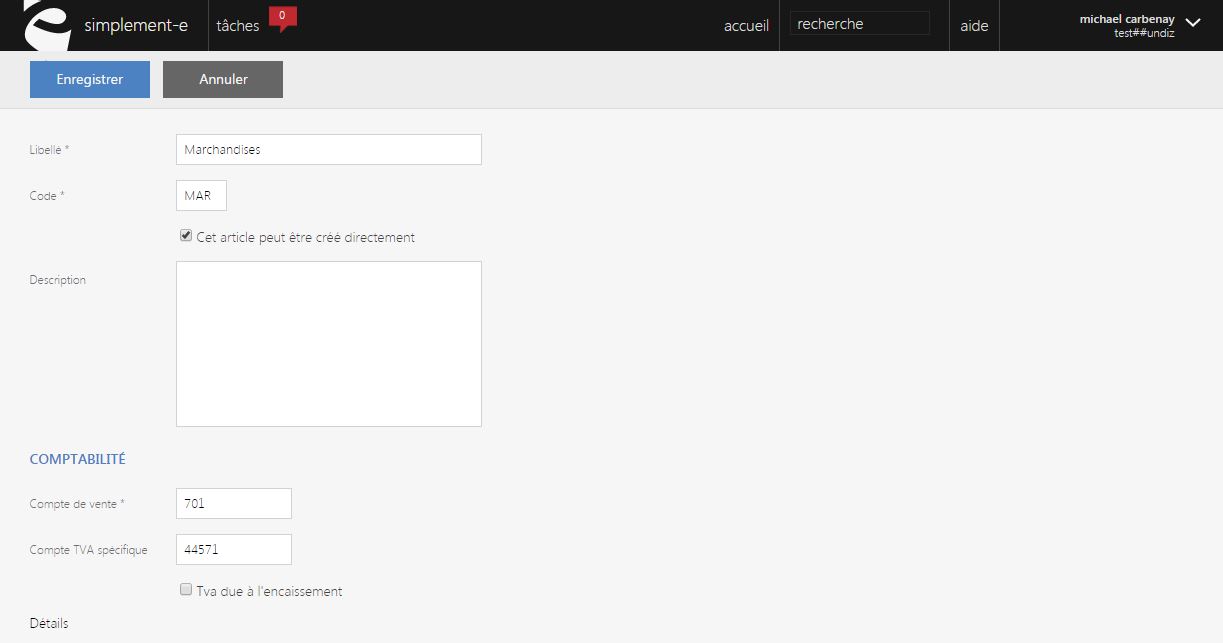 simplement-e
tâches
0
accueil
recherche
aide
michael carbenay
test##undiz
Enregistrer
Annuler
Libellé *
Marchandises
Code *
MAR
Cet article peut être créé directement
Description
COMPTABILITÉ
Compte de vente *
701
Compte TVA spécifique
44571
Tva due à l'encaissement
Détails